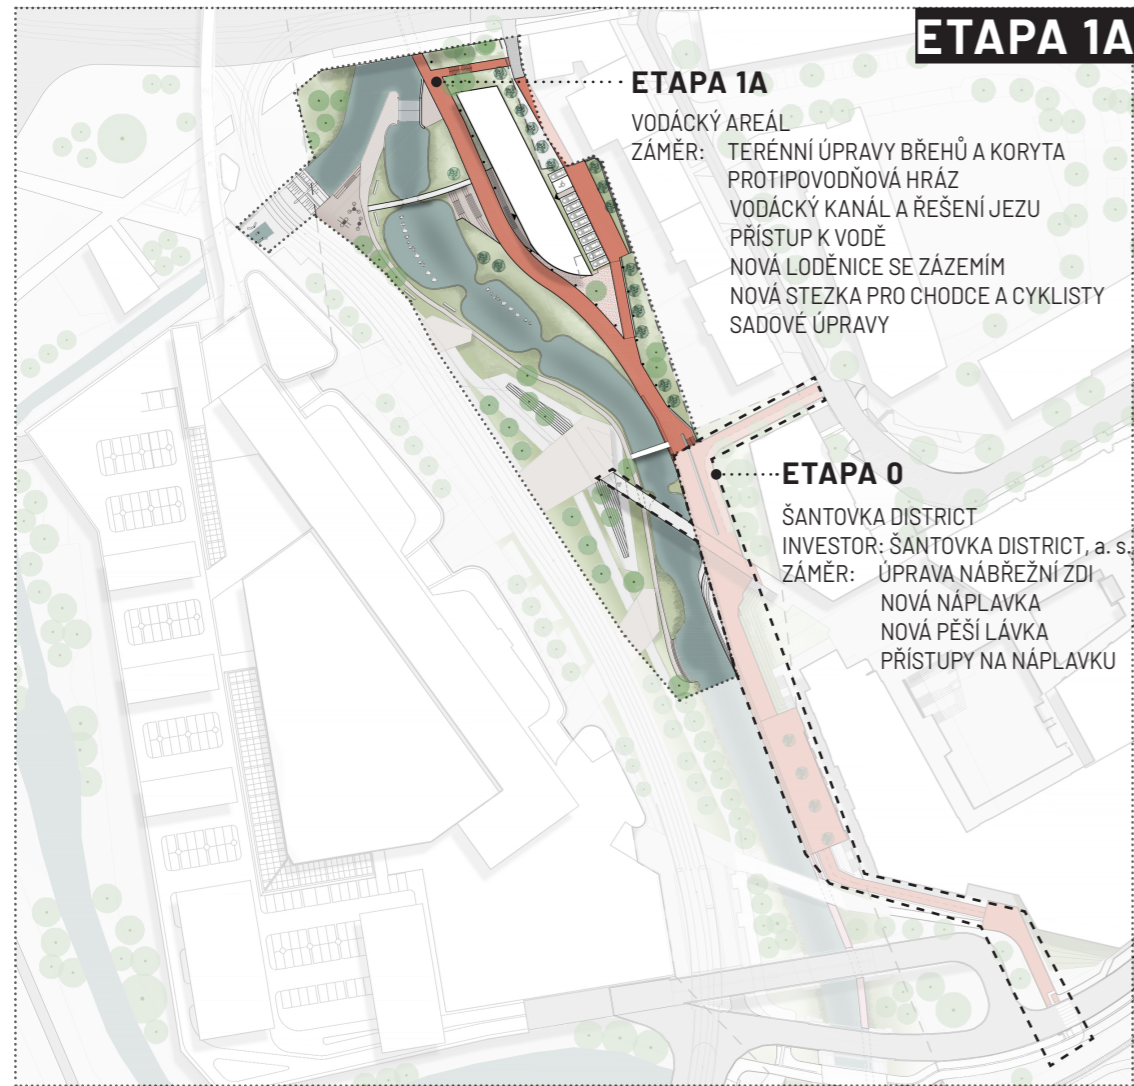 ETAPA 1A
ETAPA 1A
VODÁCKÝ AREÁL
ZÁMĚR: TERÉNNÍ ÚPRAVY BŘEHŮ A KORYTA
PROTIPOVODŇOVÁ HRÁZ
VODÁCKÝ KANÁL A ŘEŠENÍ JEZU
PŘÍSTUP K VODĚ
NOVÁ LODĚNICE SE ZÁZEMÍM
NOVÁ STEZKA PRO CHODCE A CYKLISTY
SADOVÉ ÚPRAVY
ETAPA 0
ŠANTOVKA DISTRICT
INVESTOR: ŠANTOVKA DISTRICT, a. s.
ZÁMĚR: ÚPRAVA NÁBŘEŽNÍ ZDI
NOVÁ NÁPLAVKA
NOVÁ PĚŠÍ LÁVKA
PŘÍSTUPY NA NÁPLAVKU